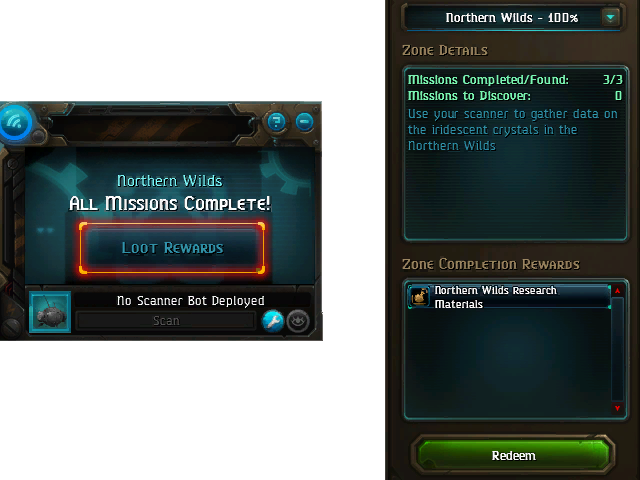 Northern Wilds
All Missions Complete!
Loot Rewards
No Scanner Bot Deployed
Scan
Northern Wilds - 100%
Zone Details
Missions Completed/Found: 3/3
Missions to Discover: 0
Use your scanner to gather data on
the iridescent crystals in the
Northern Wilds
Zone Completion Rewards
Northern Wilds Research
Materials
Redeem